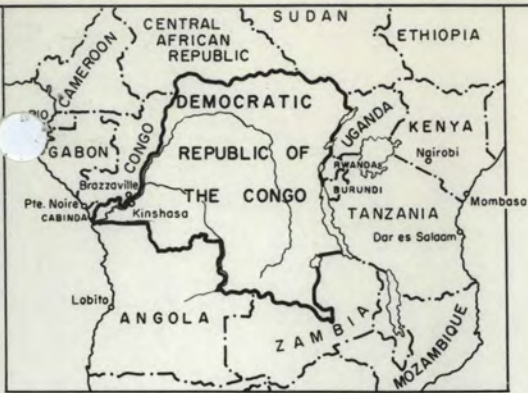 SUDAN
CENTRAL
AFRICAN
REPUBLIC
ETHIOPIA
CAMEROON
DEMOCRATIC
RIO
GABON
CONGO
UGANDA
KENYA
REPUBLIC OF
Nairobi
RWANDA
Brazzaville
THE CONGO
BURUNDI
Pte. Noire
CABINDA
Kinshasa
TANZANIA
Mombasa
Dar es Salaam
Lobito
ANGOLA
ZAMBIA
MOZAMBIQUE